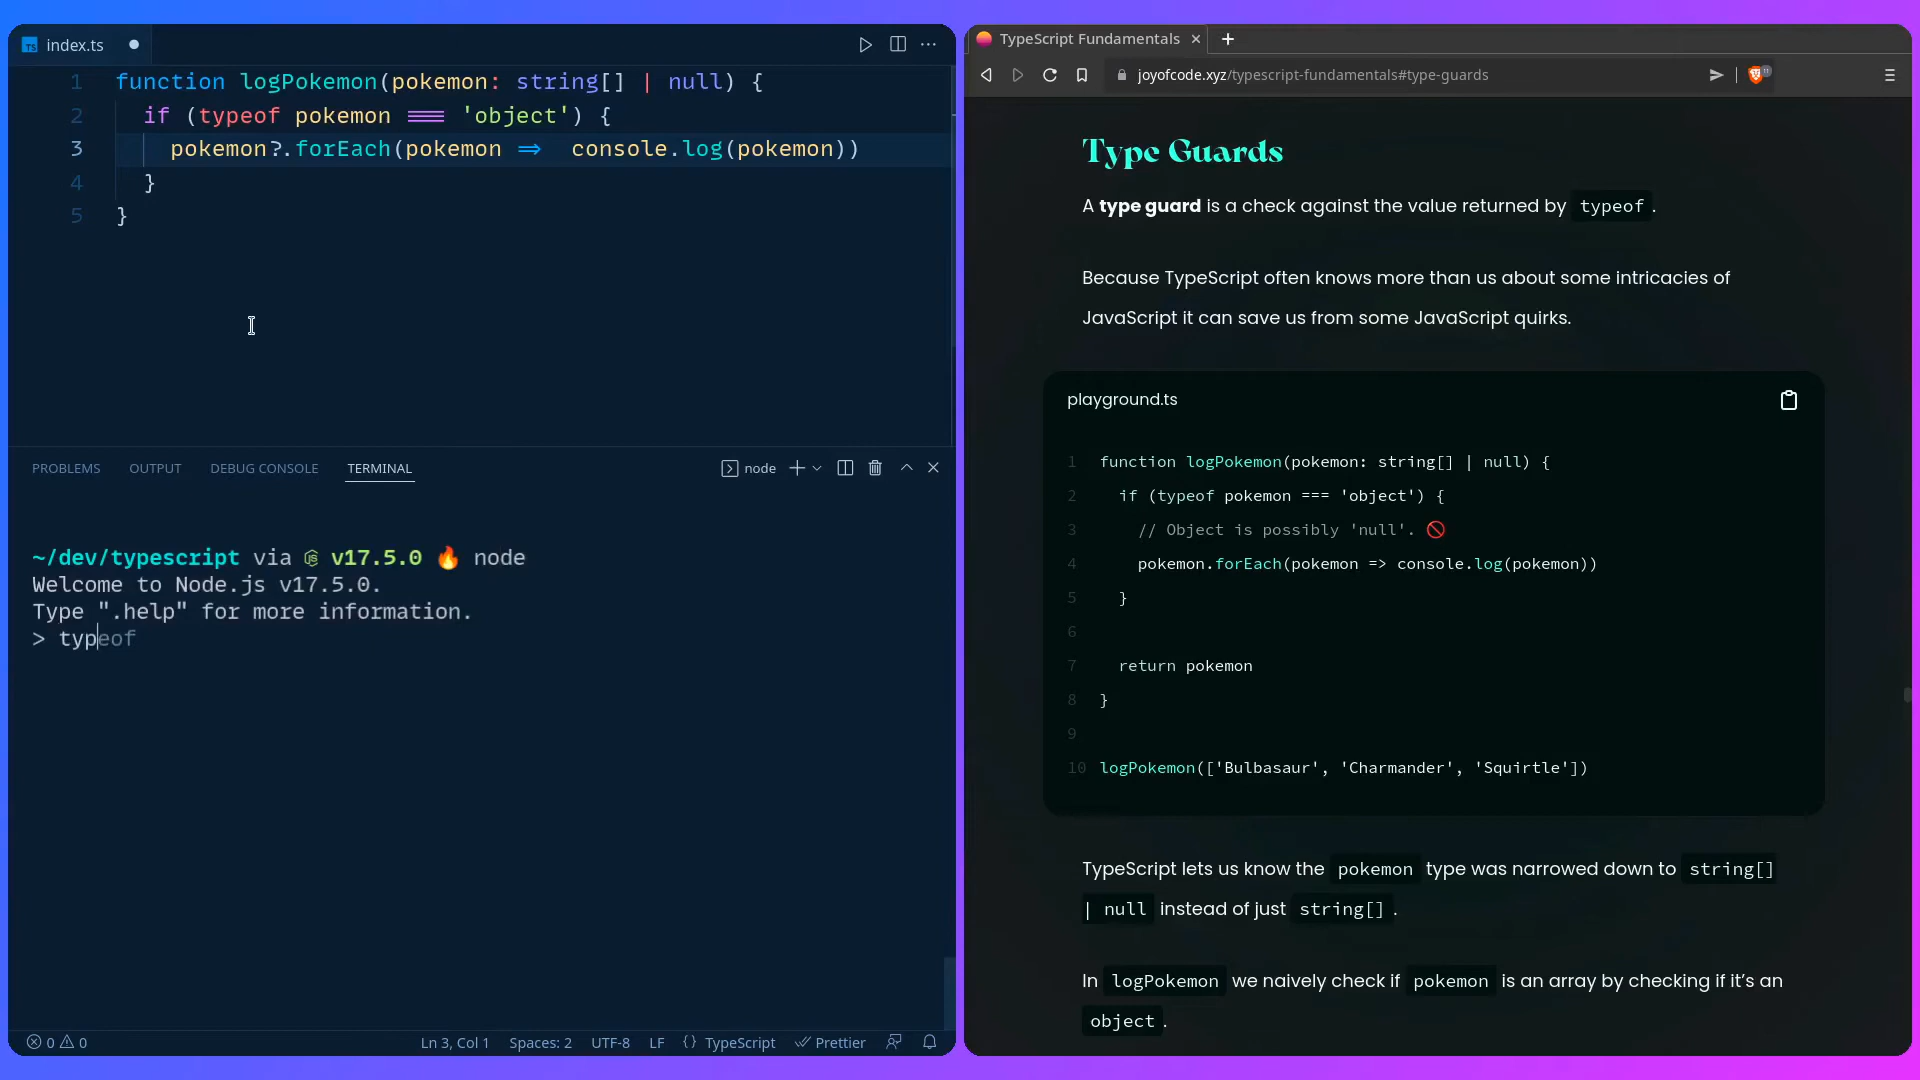 index.ts
1 function logPokemon(pokemon: string[] | null) {
2 if (typeof pokemon === 'object') {
3 pokemon?.forEach(pokemon => console.log(pokemon))
4 }
5 }
PROBLEMS OUTPUT DEBUG CONSOLE TERMINAL node
~/dev/typescript via v17.5.0 🔥 node
Welcome to Node.js v17.5.0.
Type ".help" for more information.
> typeof
0 0 Ln 3, Col 1 Spaces: 2 UTF-8 LF {} TypeScript Prettier
TypeScript Fundamentals
joyofcode.xyz/typescript-fundamentals#type-guards
Type Guards
A type guard is a check against the value returned by typeof .
Because TypeScript often knows more than us about some intricacies of
JavaScript it can save us from some JavaScript quirks.
playground.ts
1 function logPokemon(pokemon: string[] | null) {
2 if (typeof pokemon === 'object') {
3 // Object is possibly 'null'. 🚫
4 pokemon.forEach(pokemon => console.log(pokemon))
5 }
6
7 return pokemon
8 }
9
10 logPokemon(['Bulbasaur', 'Charmander', 'Squirtle'])
TypeScript lets us know the pokemon type was narrowed down to string[]
| null instead of just string[] .
In logPokemon we naively check if pokemon is an array by checking if it's an
object .